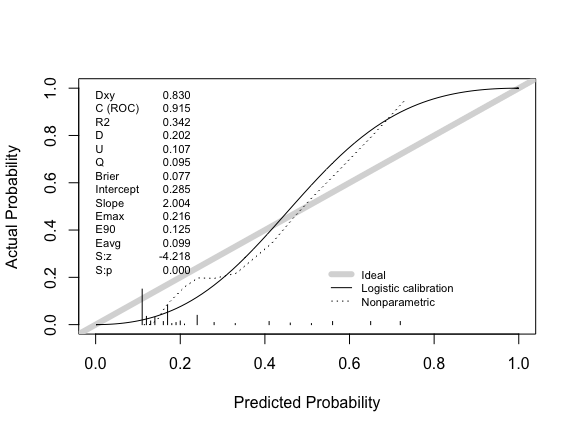 Dxy 0.830
C (ROC) 0.915
R2 0.342
D 0.202
U 0.107
Q 0.095
Brier 0.077
Intercept 0.285
Slope 2.004
Emax 0.216
E90 0.125
Eavg 0.099
S:z -4.218
S:p 0.000
Ideal
Logistic calibration
Nonparametric
Actual Probability
1.0
0.8
0.6
0.4
0.2
0.0
0.0 0.2 0.4 0.6 0.8 1.0
Predicted Probability